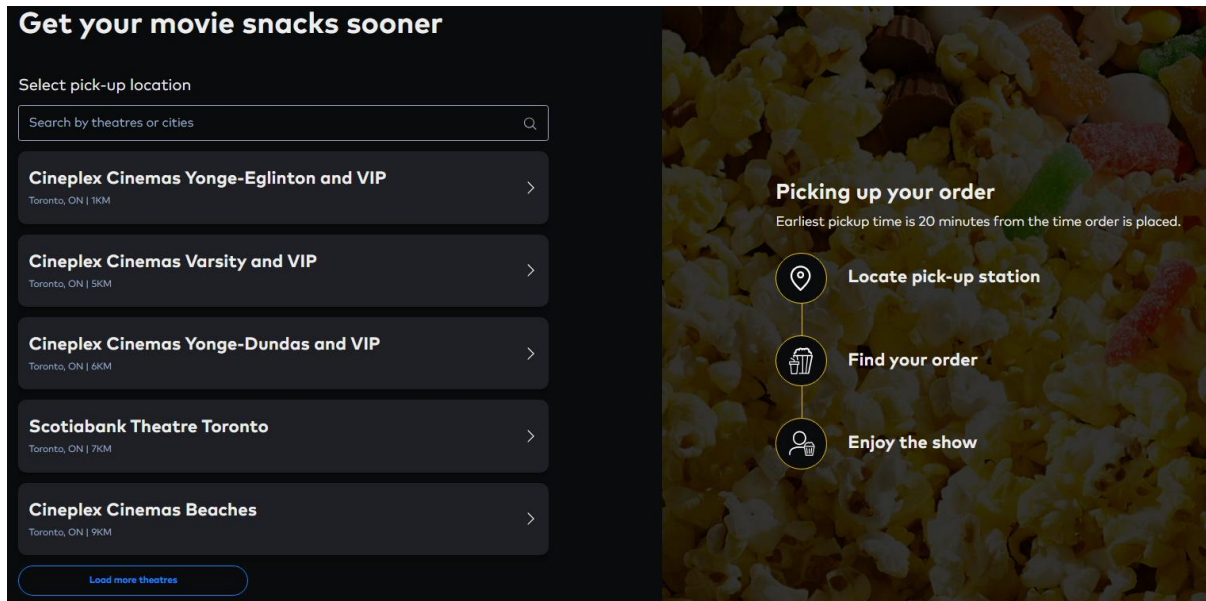 Get your movie snacks sooner
Select pick-up location
Search by theatres or cities
Cineplex Cinemas Yonge-Eglinton and VIP
Toronto, ON | 1KM
Cineplex Cinemas Varsity and VIP
Toronto, ON | 5KM
Cineplex Cinemas Yonge-Dundas and VIP
Toronto, ON | 6KM
Scotiabank Theatre Toronto
Toronto, ON | 7KM
Cineplex Cinemas Beaches
Toronto, ON | 9KM
Load more theatres
Picking up your order
Earliest pickup time is 20 minutes from the time order is placed.
Locate pick-up station
Find your order
Enjoy the show